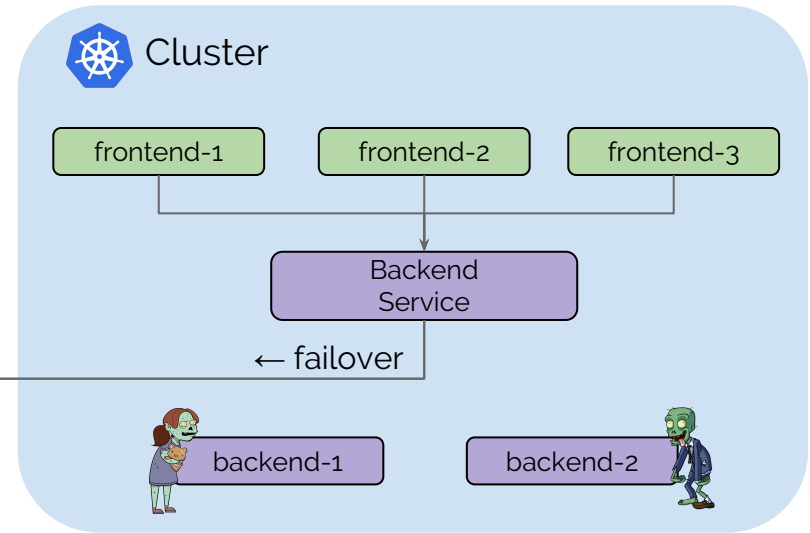 Cluster
frontend-1
frontend-2
frontend-3
Backend
Service
← failover
backend-1
backend-2